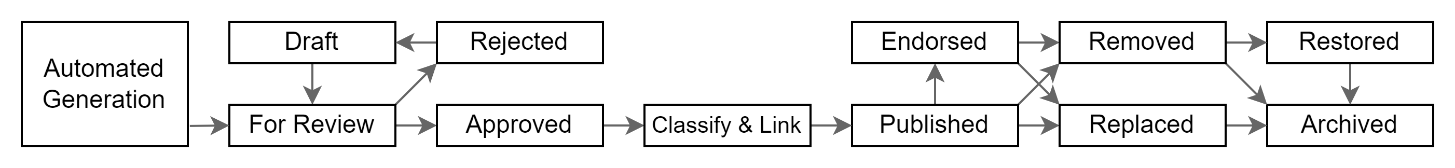 Automated
Generation
Draft
Rejected
For Review
Approved
Classify & Link
Endorsed
Removed
Restored
Published
Replaced
Archived